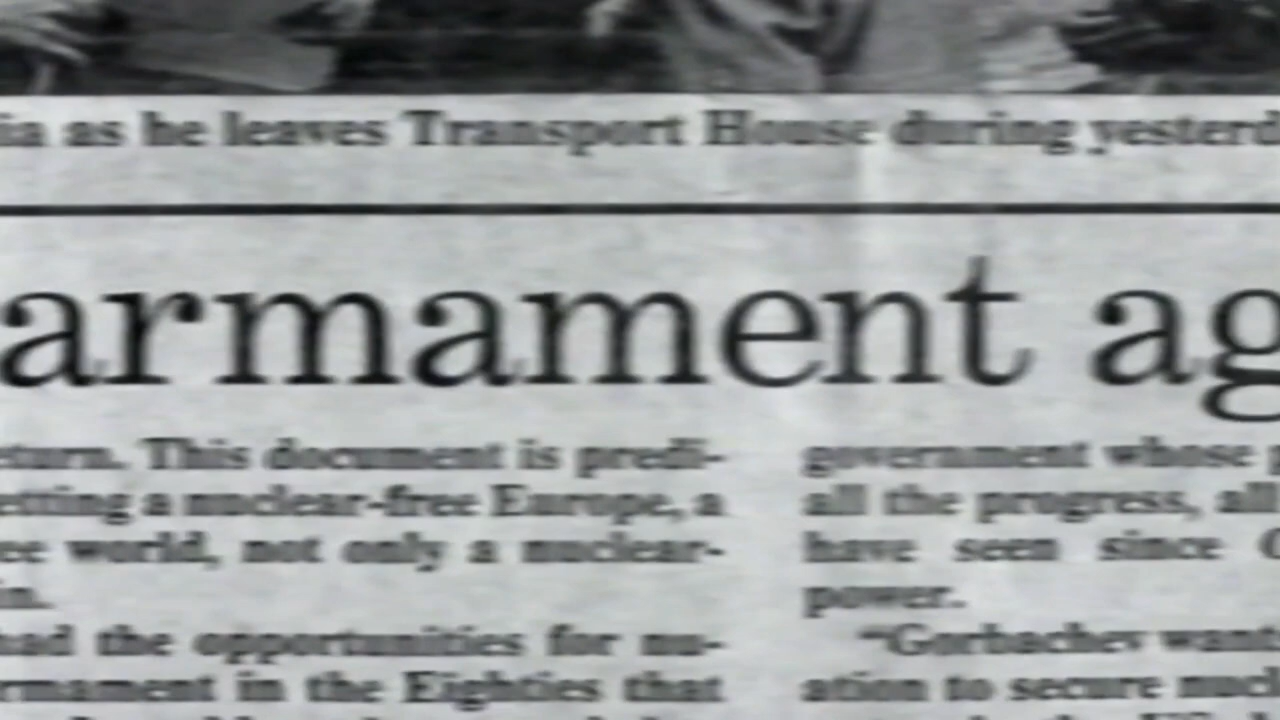 ia as he leaves Transport House during yesterd
armament ag
eturn. This document is predi-
etting a nuclear-free Europe, a
ee world, not only a nuclear-
in.
had the opportunities for nu-
rmament in the Eighties that
government whose p
all the progress, all
have seen since G
power.
"Gorbachev want
ation to secure nucl